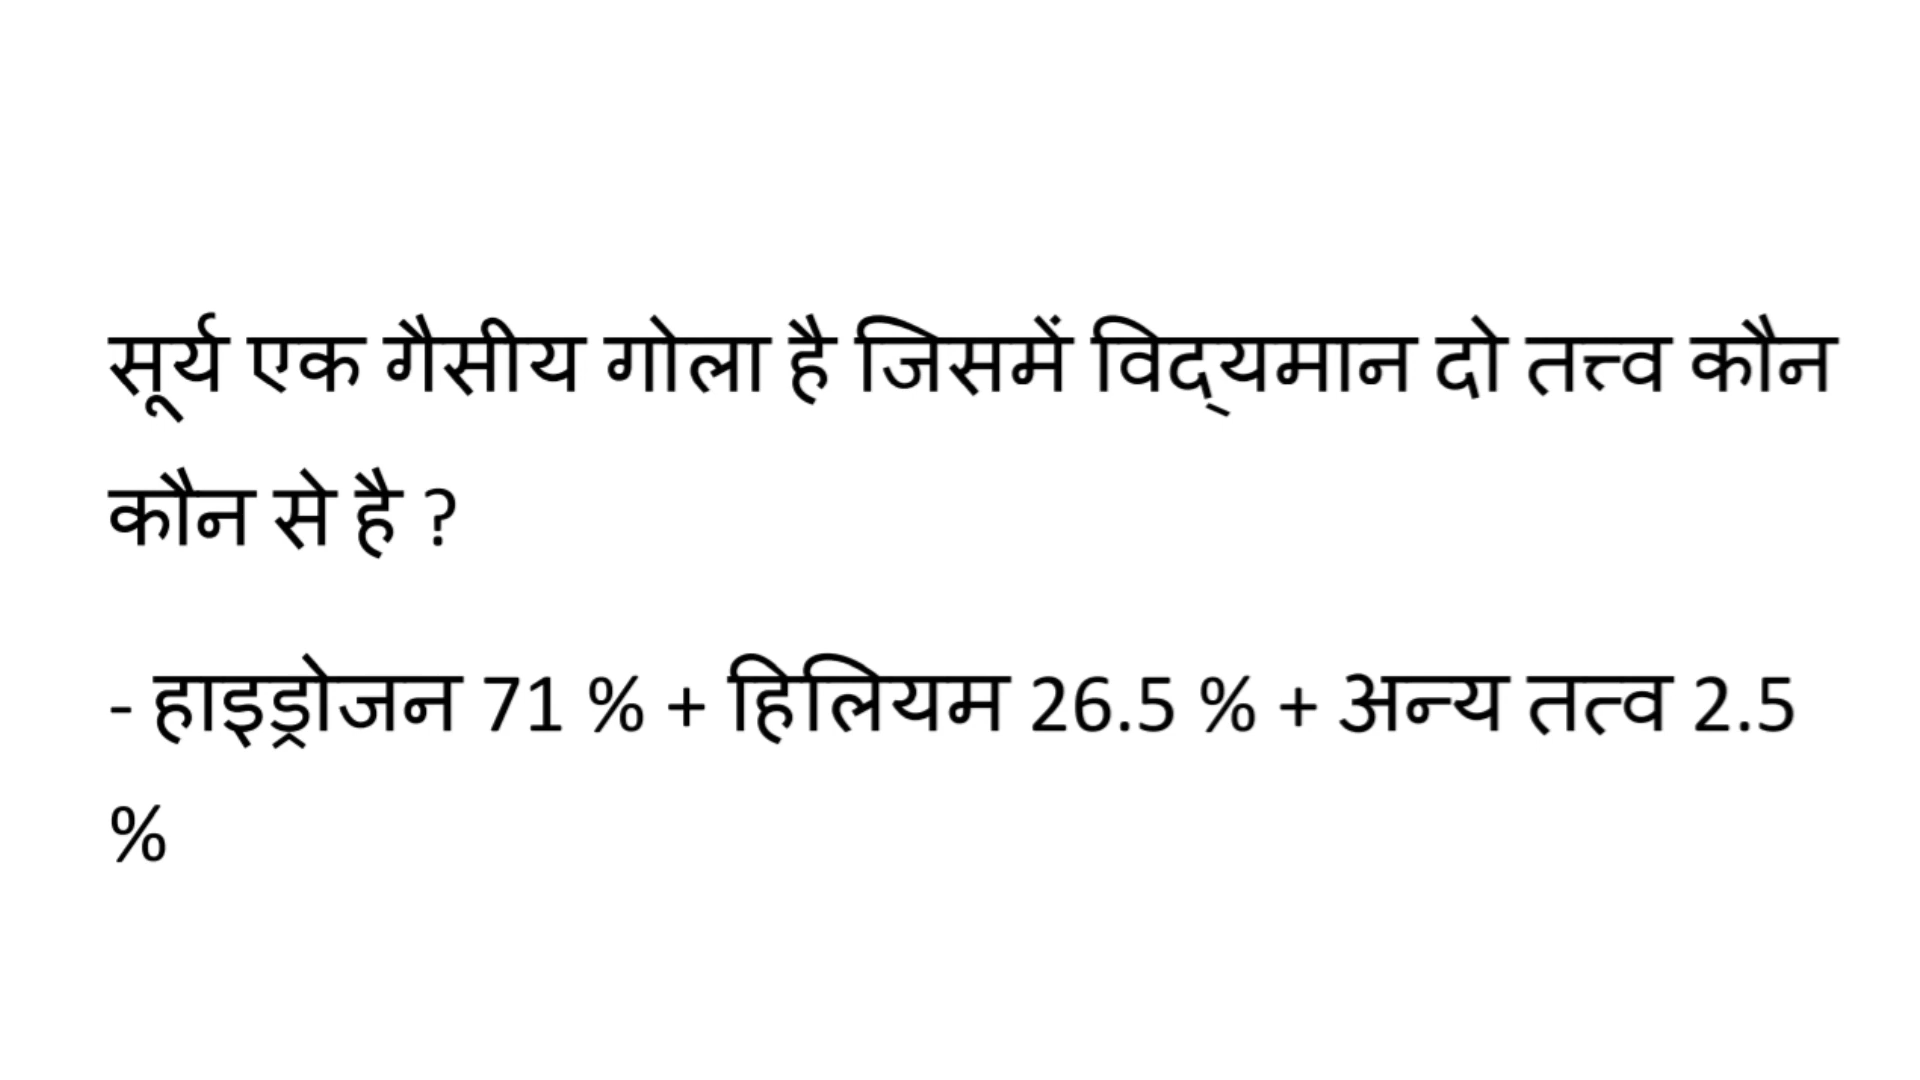 सूर्य एक गैसीय गोला है जिसमें विद्‌यमान दो तत्त्व कौन
कौन से है ?
- हाइड्रोजन 71 % + हिलियम 26.5 % + अन्य तत्व 2.5
%